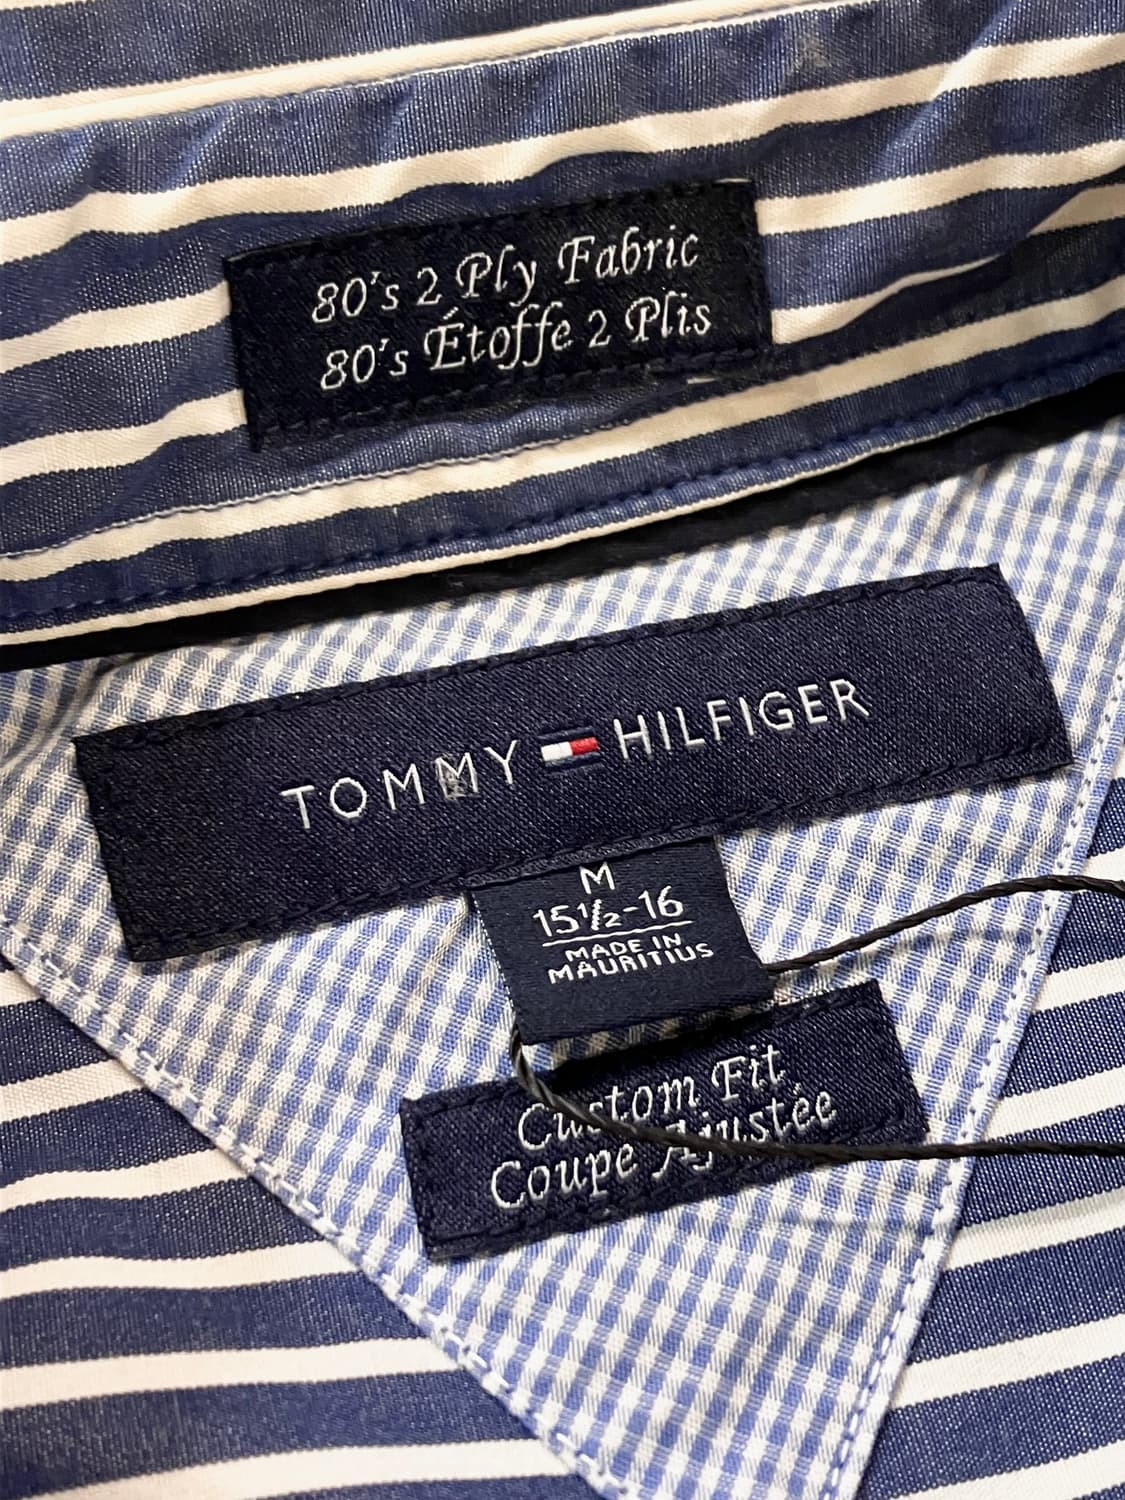 80's 2 Ply Fabric
80's Étoffe 2 Plis
TOMMY HILFIGER
M
15½-16
MADE IN
MAURITIUS
Custom Fit
Coupe Ajustée